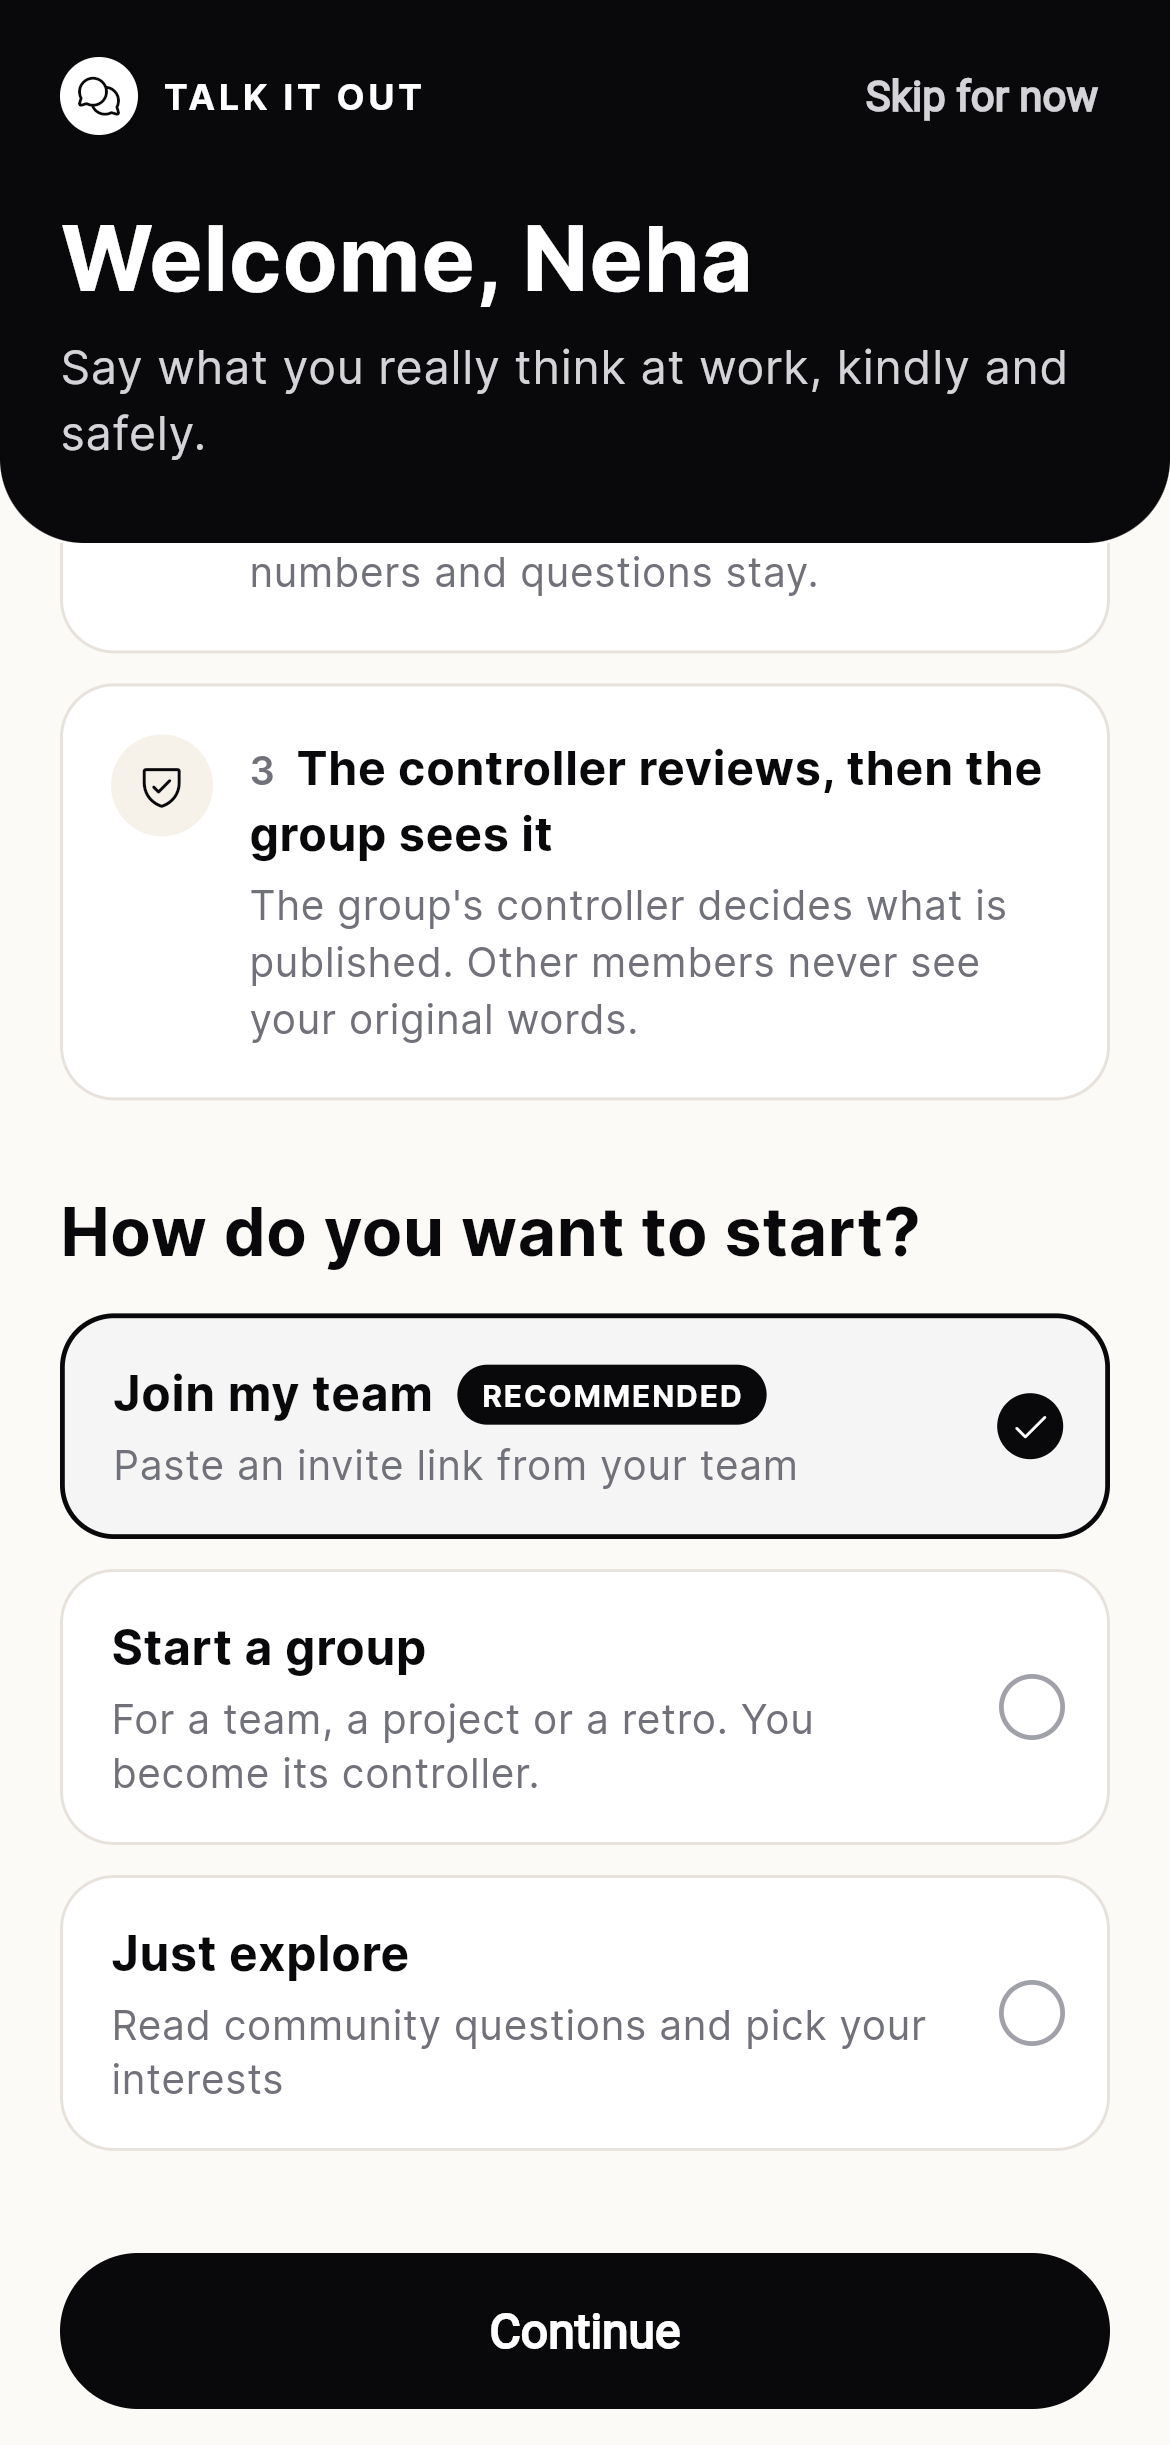 TALK IT OUT
Skip for now
Welcome, Neha
Say what you really think at work, kindly and
safely.
numbers and questions stay.
3 The controller reviews, then the
group sees it
The group's controller decides what is
published. Other members never see
your original words.
How do you want to start?
Join my team RECOMMENDED
Paste an invite link from your team
Start a group
For a team, a project or a retro. You
become its controller.
Just explore
Read community questions and pick your
interests
Continue